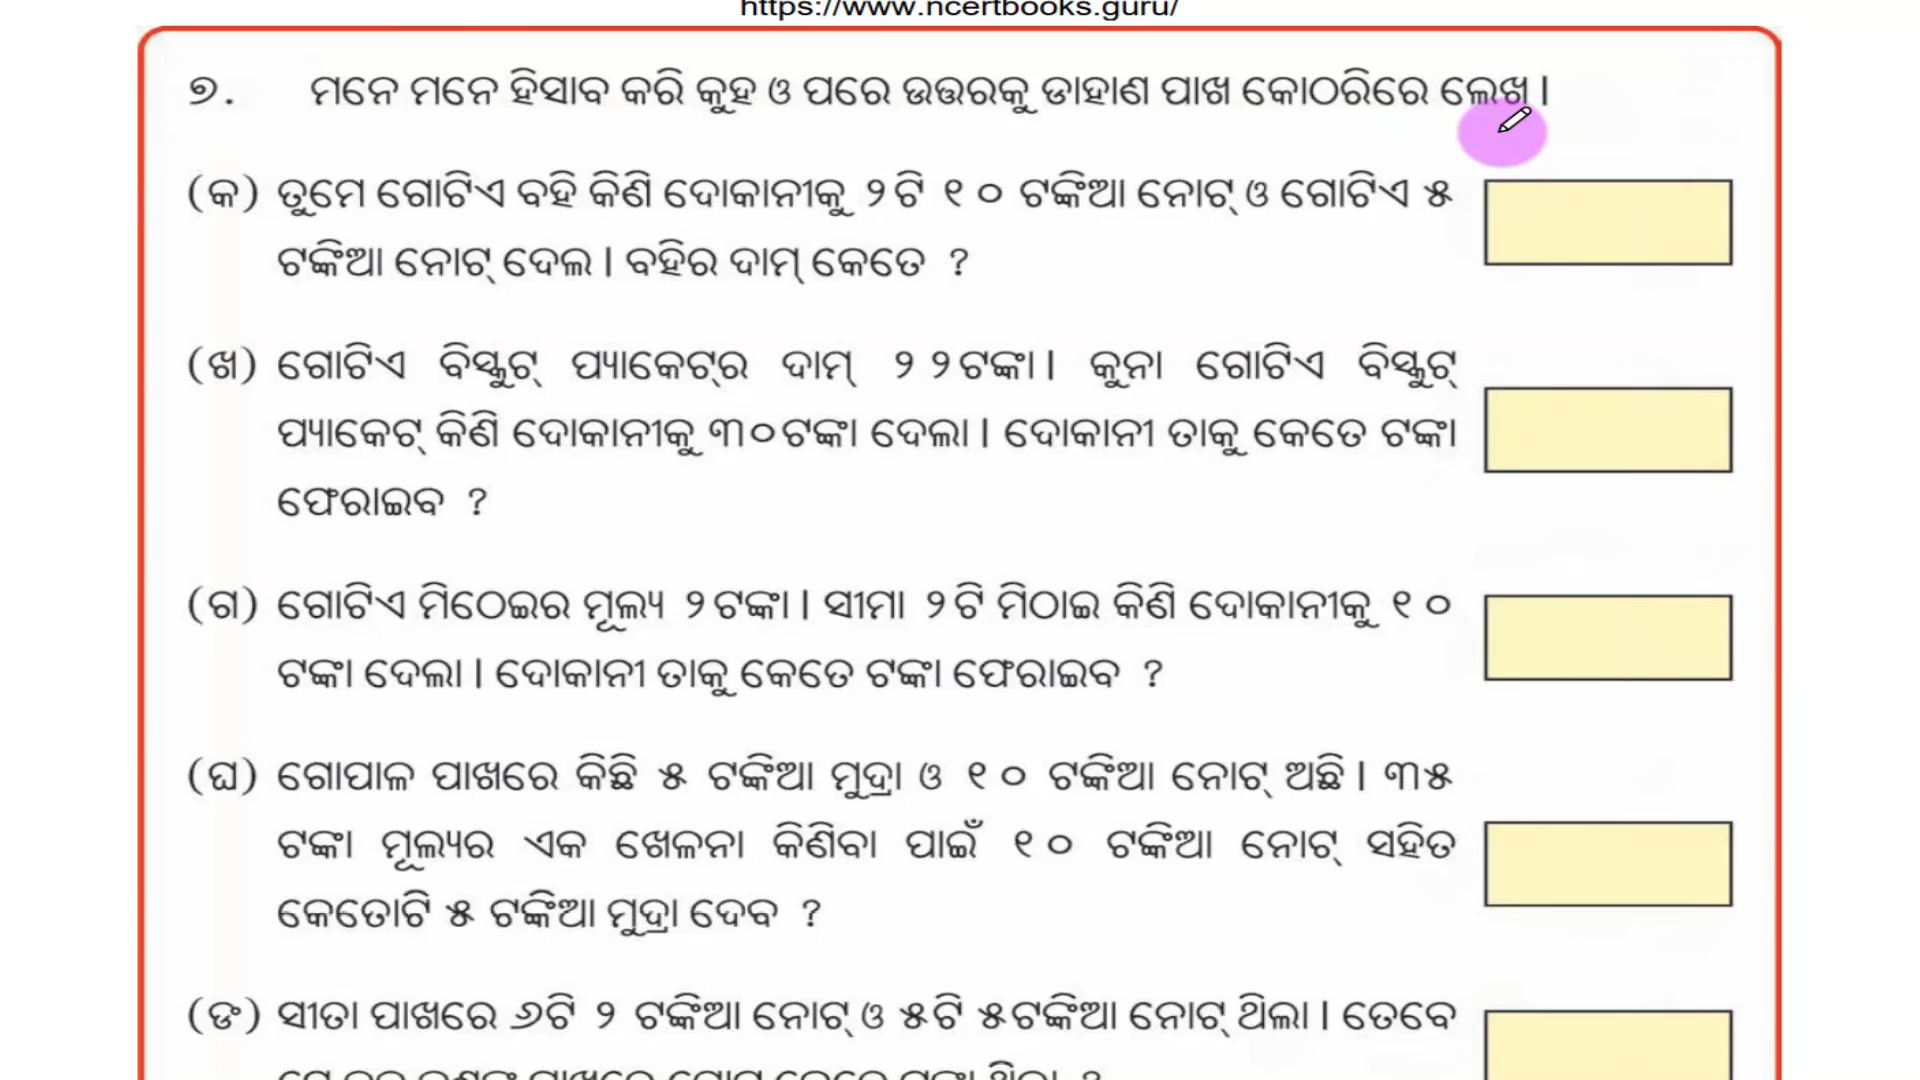 https://www.ncertbooks.guru/
୭. ମନେ ମନେ ହିସାବ କରି କୁହ ଓ ପରେ ଉତ୍ତରକୁ ଡାହାଣ ପାଖ କୋଠରିରେ ଲେଖ ।
(କ) ତୁମେ ଗୋଟିଏ ବହି କିଣି ଦୋକାନୀକୁ ୨ଟି ୧୦ ଟଙ୍କିଆ ନୋଟ୍ ଓ ଗୋଟିଏ ୫
ଟଙ୍କିଆ ନୋଟ୍ ଦେଲ । ବହିର ଦାମ୍ କେତେ ?
(ଖ) ଗୋଟିଏ ବିସ୍କୁଟ୍ ପ୍ୟାକେଟ୍‌ର ଦାମ୍ ୨୨ଟଙ୍କା । କୁନା ଗୋଟିଏ ବିସ୍କୁଟ୍
ପ୍ୟାକେଟ୍ କିଣି ଦୋକାନୀକୁ ୩୦ଟଙ୍କା ଦେଲା । ଦୋକାନୀ ତାକୁ କେତେ ଟଙ୍କା
ଫେରାଇବ ?
(ଗ) ଗୋଟିଏ ମିଠେଇର ମୂଲ୍ୟ ୨ଟଙ୍କା । ସୀମା ୨ଟି ମିଠାଇ କିଣି ଦୋକାନୀକୁ ୧୦
ଟଙ୍କା ଦେଲା । ଦୋକାନୀ ତାକୁ କେତେ ଟଙ୍କା ଫେରାଇବ ?
(ଘ) ଗୋପାଳ ପାଖରେ କିଛି ୫ ଟଙ୍କିଆ ମୁଦ୍ରା ଓ ୧୦ ଟଙ୍କିଆ ନୋଟ୍ ଅଛି । ୩୫
ଟଙ୍କା ମୂଲ୍ୟର ଏକ ଖେଳନା କିଣିବା ପାଇଁ ୧୦ ଟଙ୍କିଆ ନୋଟ୍ ସହିତ
କେତୋଟି ୫ ଟଙ୍କିଆ ମୁଦ୍ରା ଦେବ ?
(ଙ) ସୀତା ପାଖରେ ୬ଟି ୨ ଟଙ୍କିଆ ନୋଟ୍ ଓ ୫ଟି ୫ଟଙ୍କିଆ ନୋଟ୍ ଥିଲା । ତେବେ